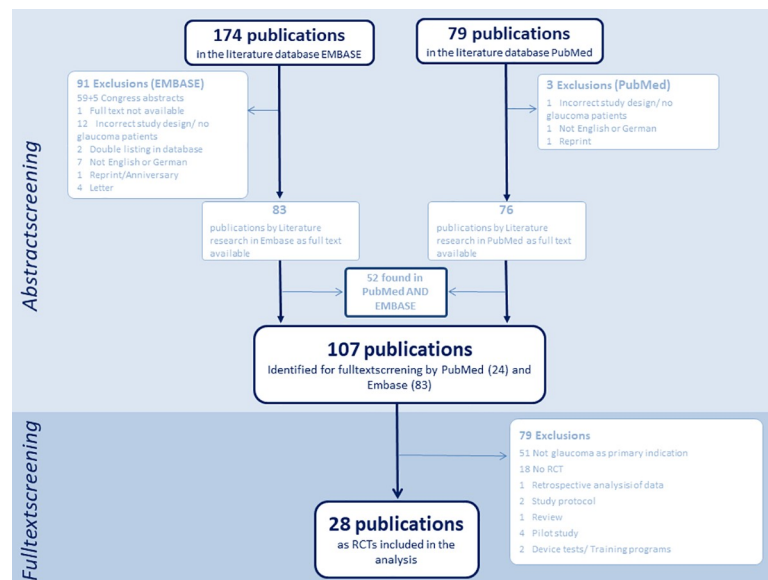 Abstractscreening
174 publications
in the literature database EMBASE
79 publications
in the literature database PubMed
91 Exclusions (EMBASE)
59+5 Congress abstracts
1 Full text not available
12 Incorrect study design/ no
glaucoma patients
2 Double listing in database
7 Not English or German
1 Reprint/Anniversary
4 Letter
3 Exclusions (PubMed)
1 Incorrect study design/ no
glaucoma patients
1 Not English or German
1 Reprint
83
publications by Literature
research in Embase as full text
available
76
publications by Literature
research in PubMed as full text
available
52 found in
PubMed AND
EMBASE
107 publications
Identified for fulltextscrrening by PubMed (24) and
Embase (83)
Fulltextscreening
79 Exclusions
51 Not glaucoma as primary indication
18 No RCT
1 Retrospective analysis of data
2 Study protocol
1 Review
4 Pilot study
2 Device tests/ Training programs
28 publications
as RCTs included in the
analysis